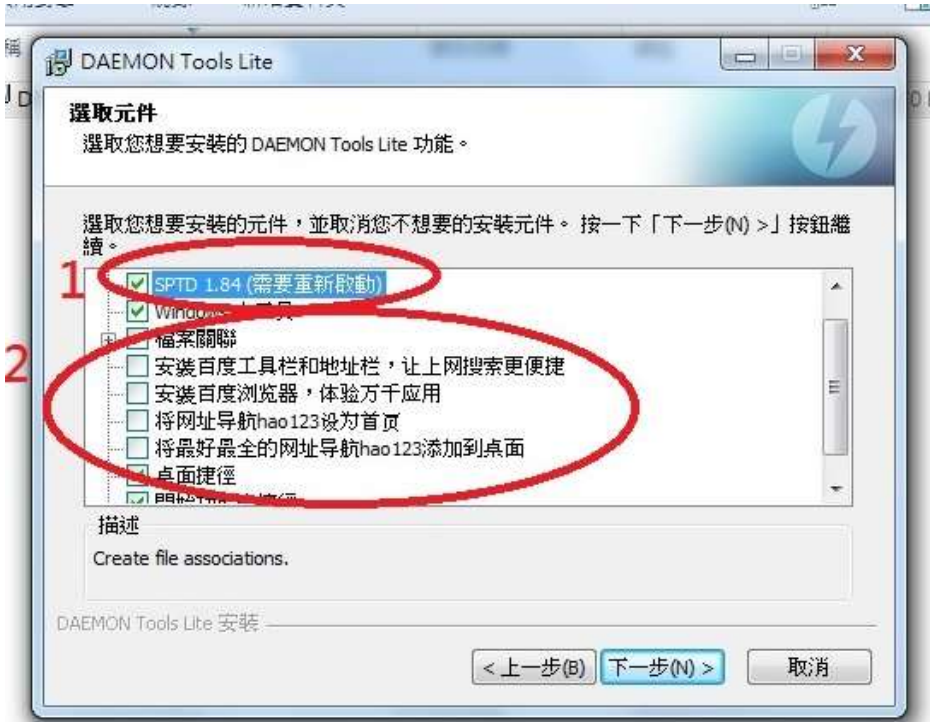 DAEMON Tools Lite
選取元件
選取您想要安裝的 DAEMON Tools Lite 功能。
選取您想要安裝的元件，並取消您不想要的安裝元件。 按一下「下一步(N) >」按鈕繼
續。
1
SPTD 1.84 (需要重新啟動)
Windows
2
檔案關聯
安装百度工具栏和地址栏，让上网搜索更便捷
安装百度浏览器，体验万千应用
将网址导航hao123设为首页
将最好最全的网址导航hao123添加到桌面
桌面捷徑
描述
Create file associations.
DAEMON Tools Lite 安裝
< 上一步(B)
下一步(N) >
取消